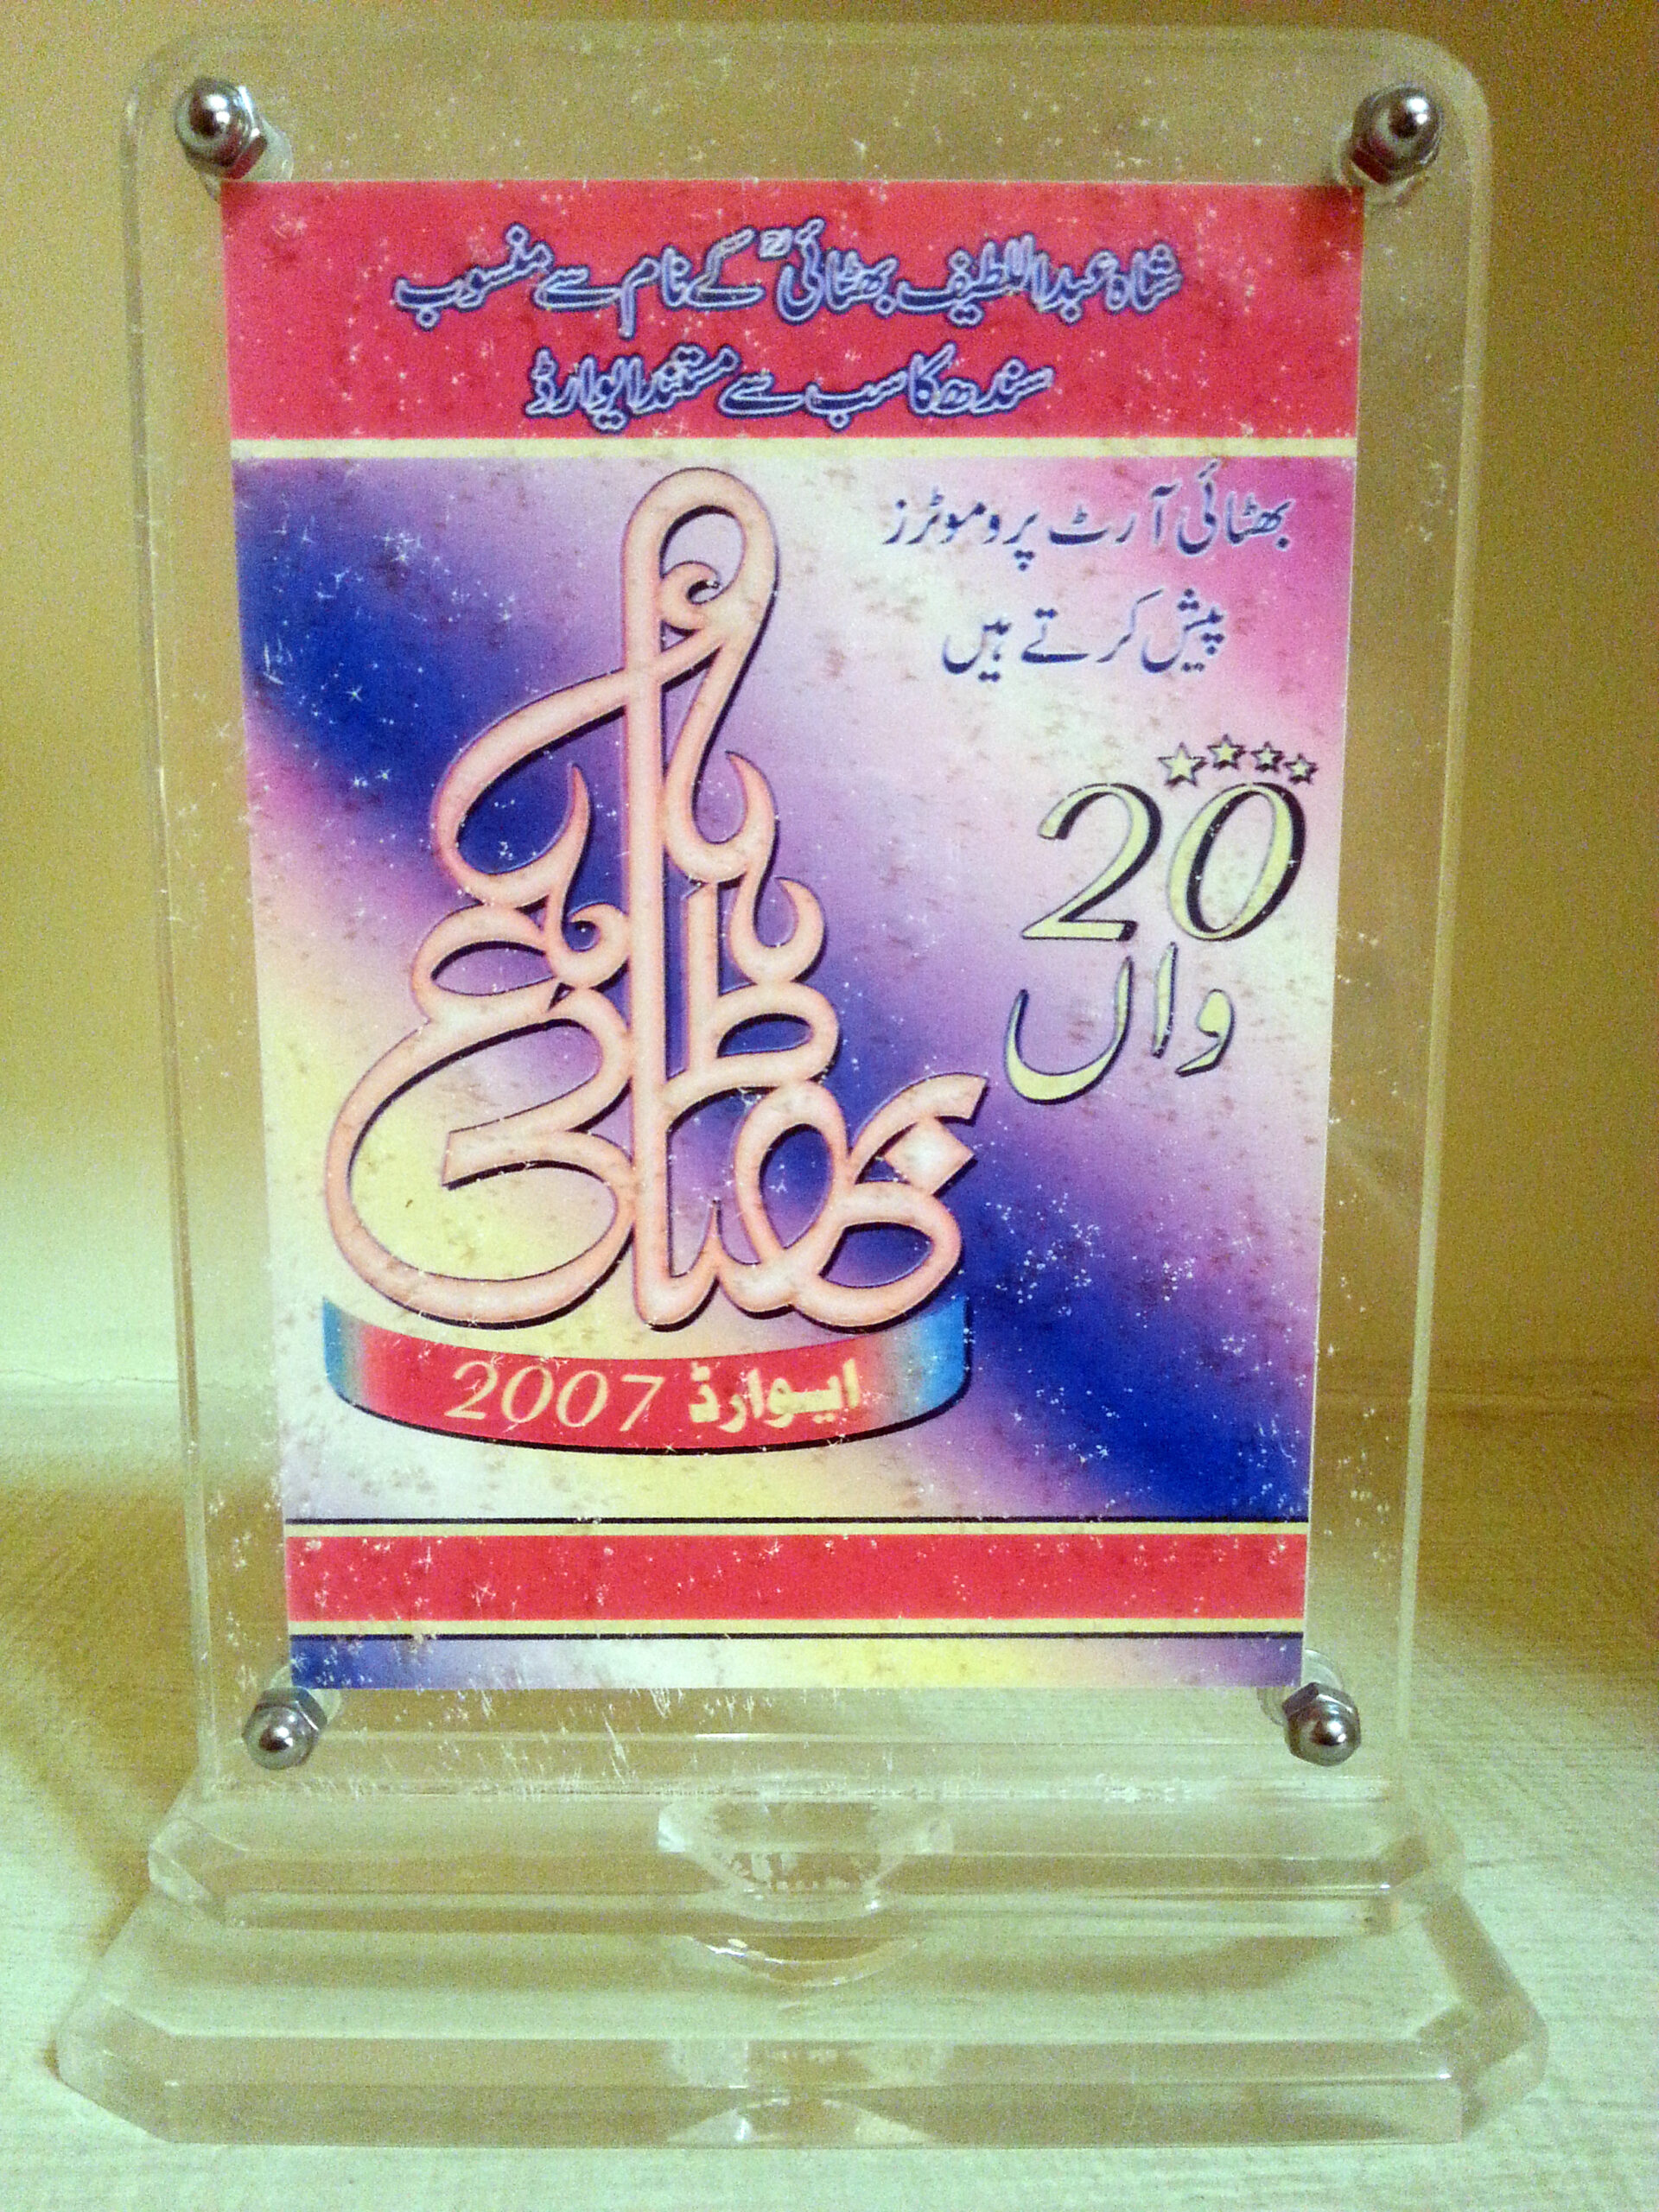 شاہ عبداللطیف بھٹائیؒ کے نام سے منسوب
سندھ کا سب سے مستند ایوارڈ
بھٹائی آرٹ پروموٹرز
پیش کرتے ہیں
20
واں
بھٹائی
ایوارڈ 2007